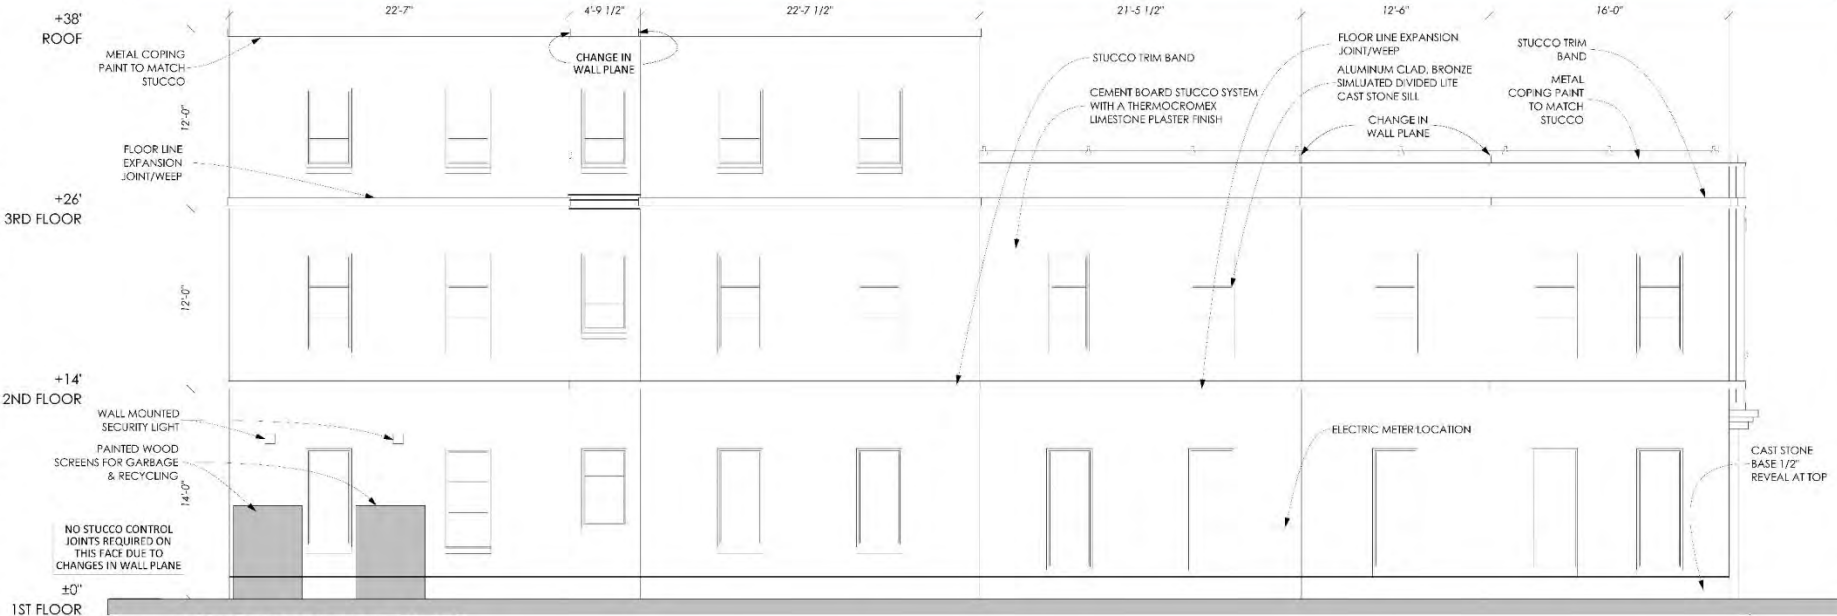 22'-7"
4'-9 1/2"
22'-7 1/2"
21'-5 1/2"
12'-6"
16'-0"
+38'
ROOF
METAL COPING
PAINT TO MATCH
STUCCO
CHANGE IN
WALL PLANE
STUCCO TRIM BAND
CEMENT BOARD STUCCO SYSTEM
WITH A THERMOCROMEX
LIMESTONE PLASTER FINISH
FLOOR LINE EXPANSION
JOINT/WEEP
ALUMINUM CLAD, BRONZE
SIMLUATED DIVIDED LITE
CAST STONE SILL
CHANGE IN
WALL PLANE
STUCCO TRIM
BAND
METAL
COPING PAINT
TO MATCH
STUCCO
12'-0"
FLOOR LINE
EXPANSION
JOINT/WEEP
+26'
3RD FLOOR
12'-0"
+14'
2ND FLOOR
WALL MOUNTED
SECURITY LIGHT
PAINTED WOOD
SCREENS FOR GARBAGE
& RECYCLING
14'-0"
ELECTRIC METER LOCATION
CAST STONE
BASE 1/2"
REVEAL AT TOP
NO STUCCO CONTROL
JOINTS REQUIRED ON
THIS FACE DUE TO
CHANGES IN WALL PLANE
±0"
1ST FLOOR